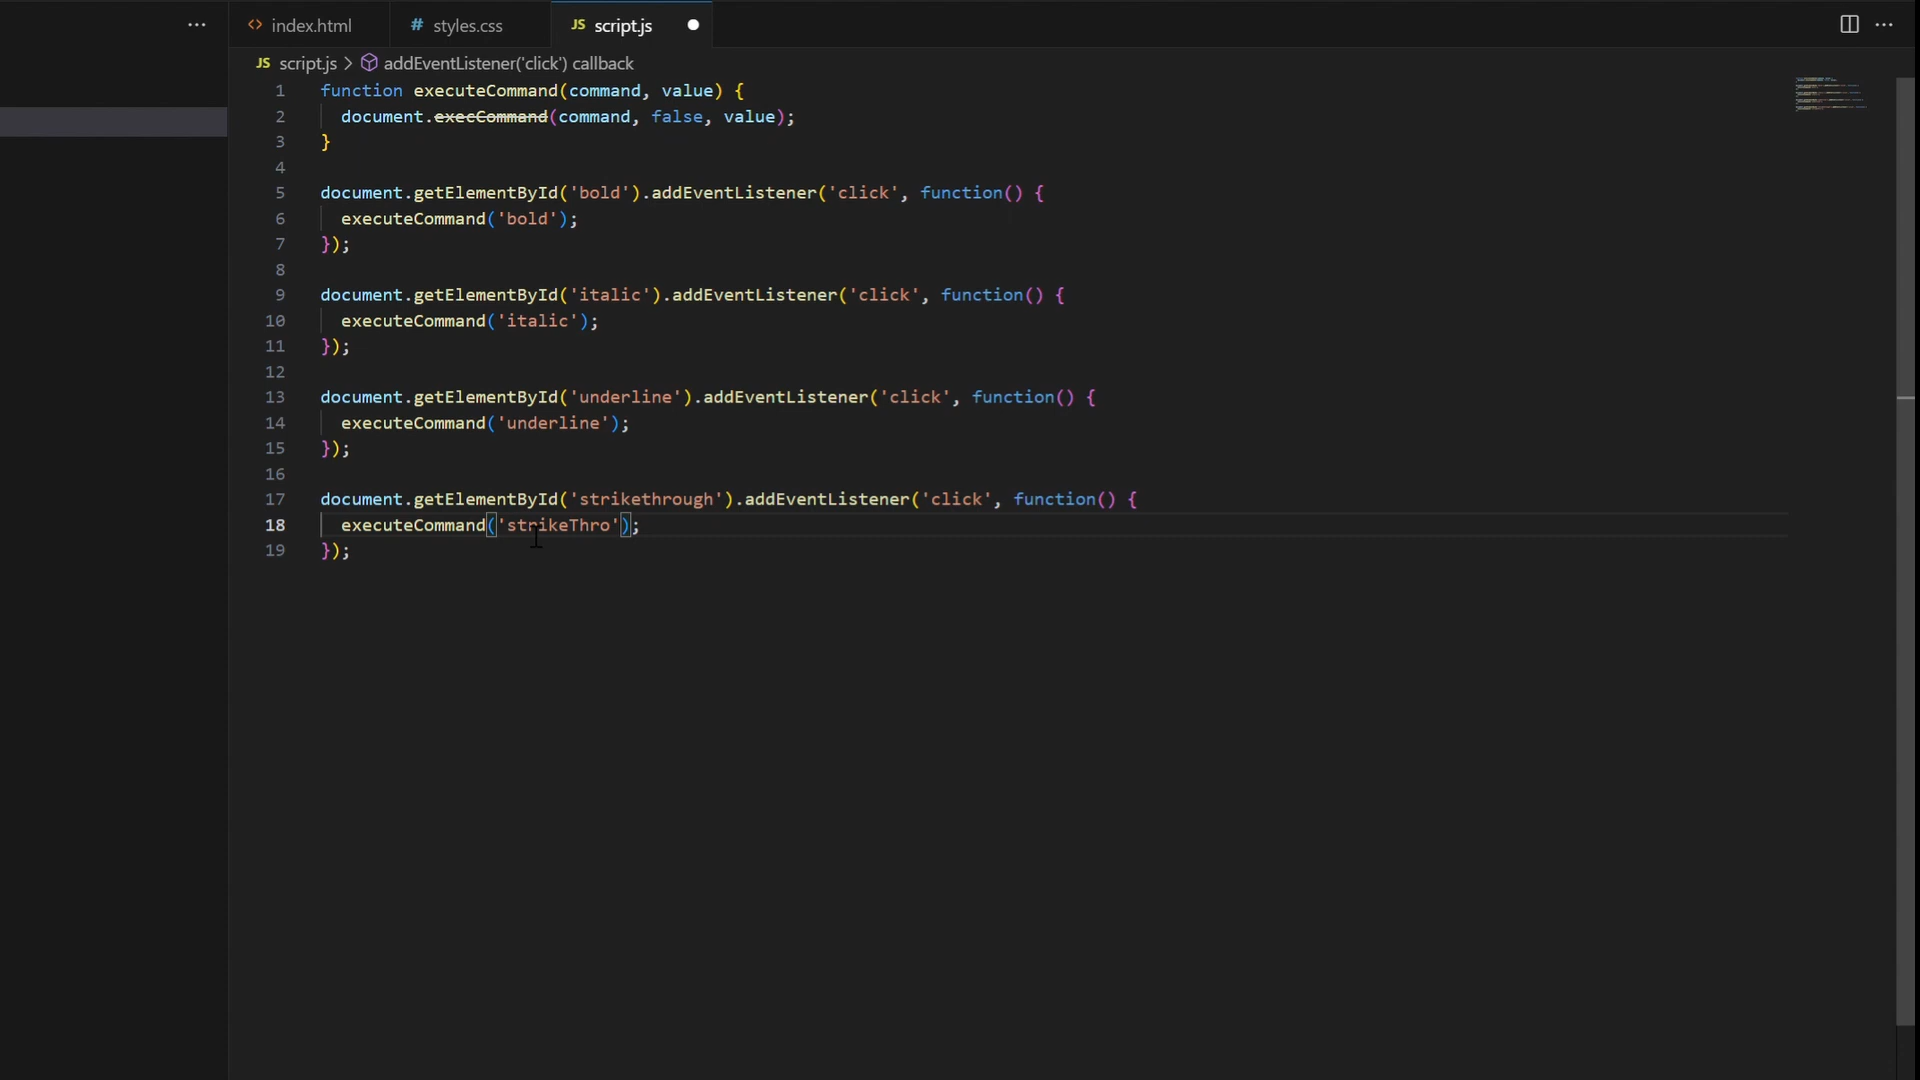 index.html
# styles.css
JS script.js
JS script.js > addEventListener('click') callback
1 function executeCommand(command, value) {
2 document.execCommand(command, false, value);
3 }
4
5 document.getElementById('bold').addEventListener('click', function() {
6 executeCommand('bold');
7 });
8
9 document.getElementById('italic').addEventListener('click', function() {
10 executeCommand('italic');
11 });
12
13 document.getElementById('underline').addEventListener('click', function() {
14 executeCommand('underline');
15 });
16
17 document.getElementById('strikethrough').addEventListener('click', function() {
18 executeCommand('strikeThro');
19 });